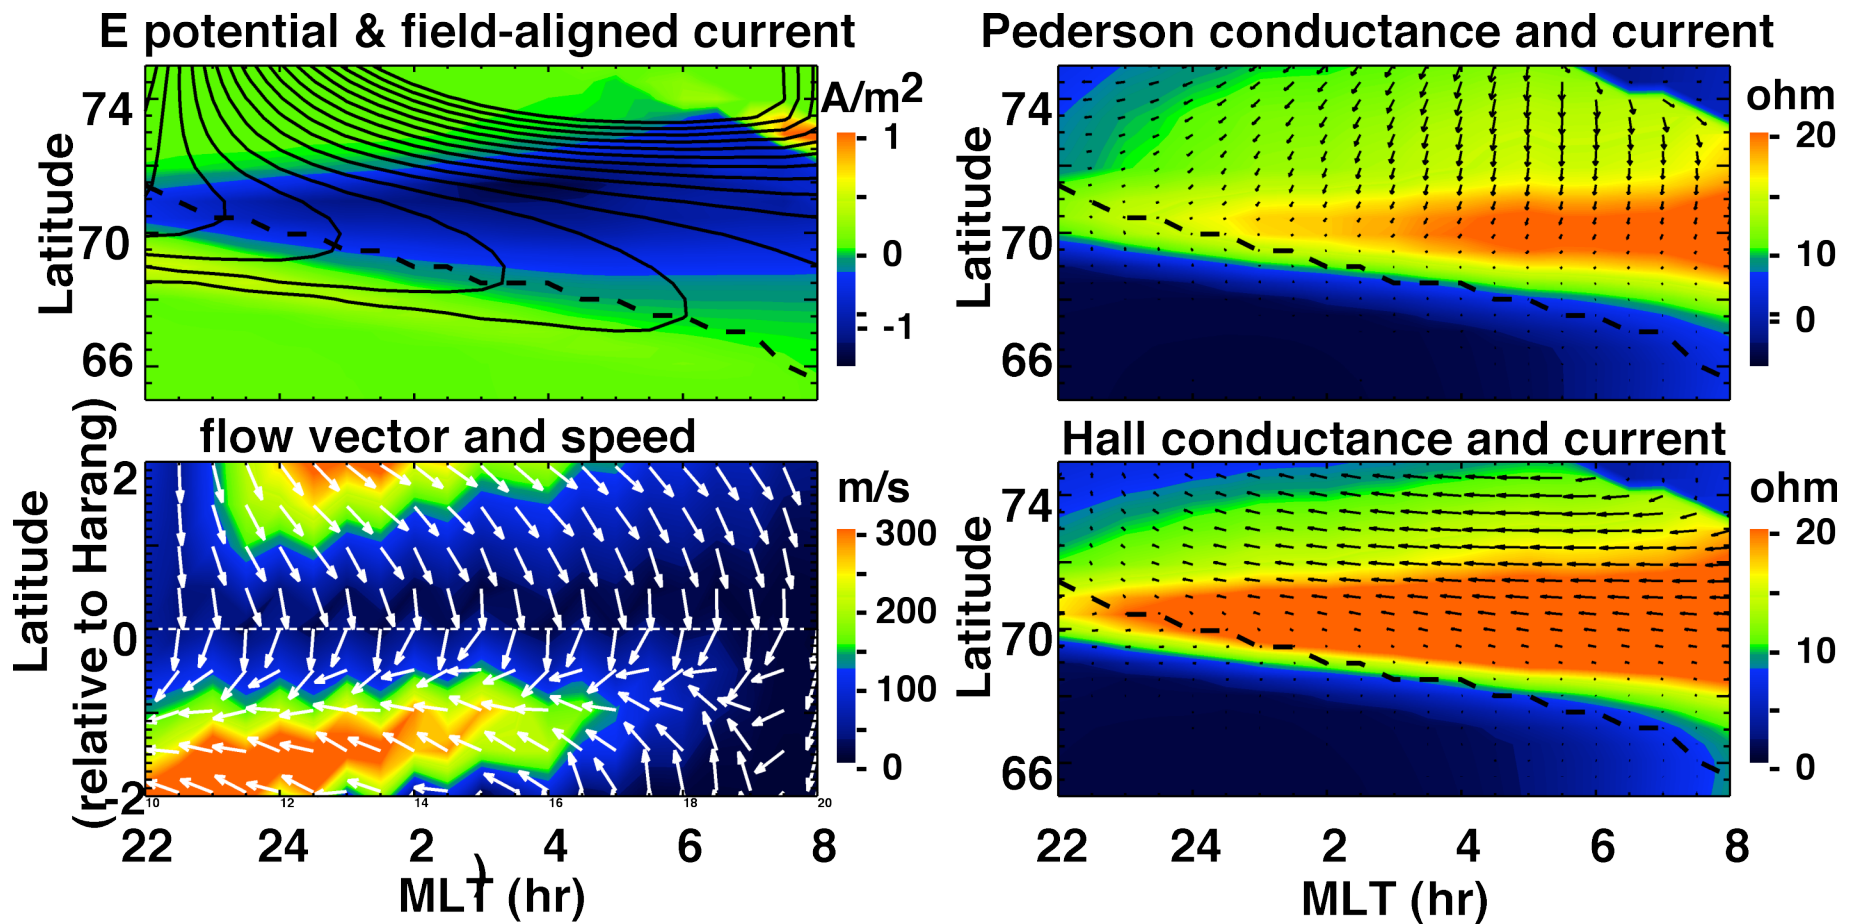 E potential & field-aligned current
Pederson conductance and current
A/m2
1
0
-1
74
70
66
Latitude
ohm
20
10
0
74
70
66
Latitude
flow vector and speed
Hall conductance and current
m/s
300
200
100
0
2
0
-2
Latitude
(relative to Harang)
10
12
14
16
18
20
22
24
2
4
6
8
)
MLT (hr)
ohm
20
10
0
74
70
66
Latitude
22
24
2
4
6
8
MLT (hr)